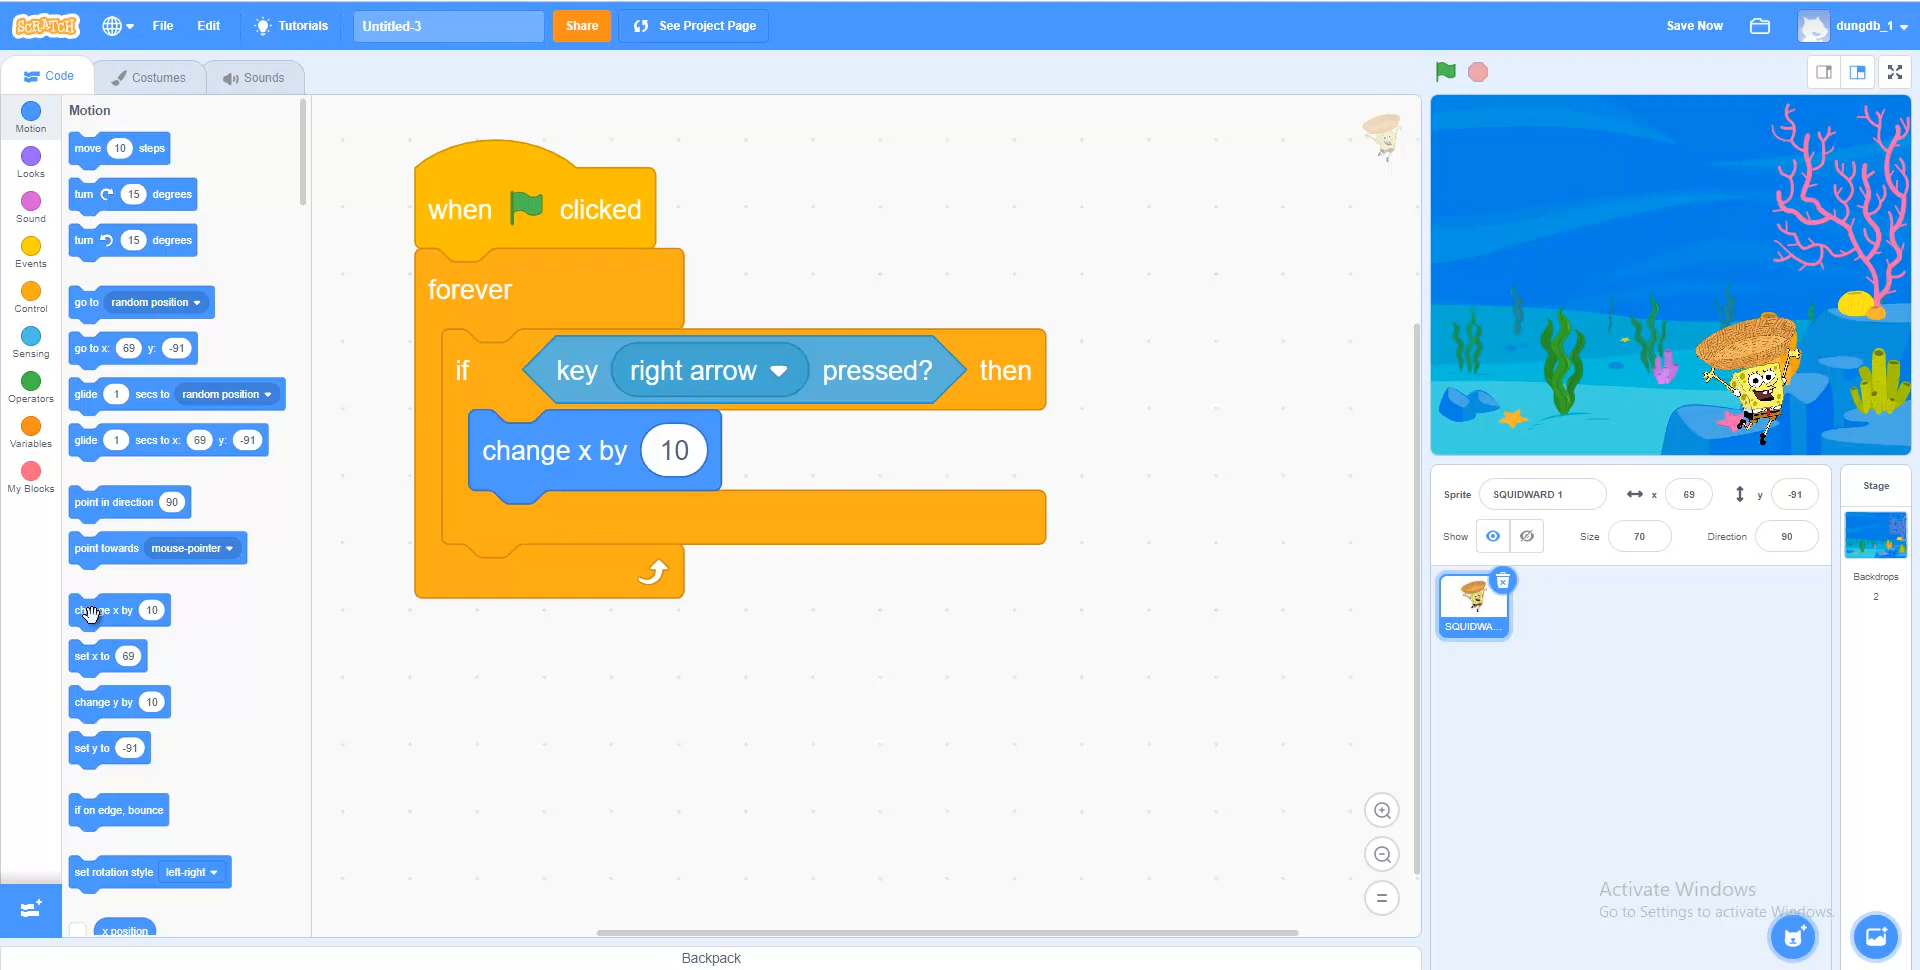 SCRATCH
File
Edit
Tutorials
Untitled-3
Share
See Project Page
Save Now
dungdb_1
Code
Costumes
Sounds
Motion
Looks
Sound
Events
Control
Sensing
Operators
Variables
My Blocks
Motion
move 10 steps
turn 15 degrees
turn 15 degrees
go to random position
go to x: 69 y: -91
glide 1 secs to random position
glide 1 secs to x: 69 y: -91
point in direction 90
point towards mouse-pointer
change x by 10
set x to 69
change y by 10
set y to -91
if on edge, bounce
set rotation style left-right
x position
when clicked
forever
if key right arrow pressed? then
change x by 10
Backpack
Sprite SQUIDWARD 1 x 69 y -91
Show Size 70 Direction 90
SQUIDWA...
Stage
Backdrops
2
Activate Windows
Go to Settings to activate Windows.